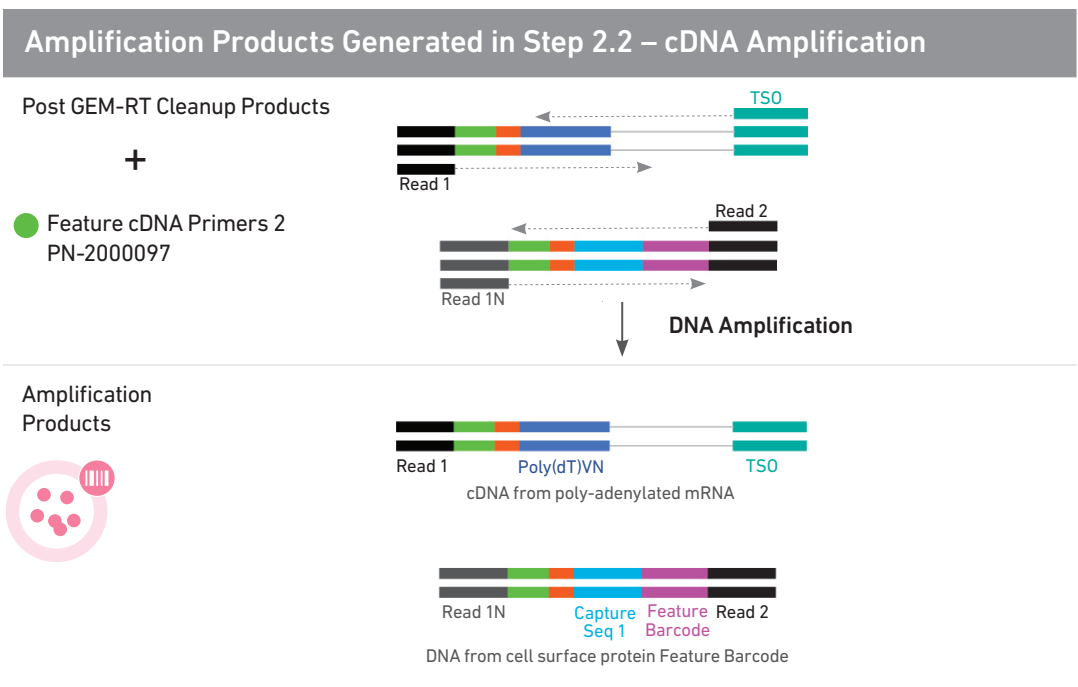 Amplification Products Generated in Step 2.2 – cDNA Amplification
Post GEM-RT Cleanup Products
+
Feature cDNA Primers 2
PN-2000097
TSO
Read 1
Read 2
Read 1N
DNA Amplification
Amplification
Products
Read 1
Poly(dT)VN
TSO
cDNA from poly-adenylated mRNA
Read 1N
Capture
Seq 1
Feature
Barcode
Read 2
DNA from cell surface protein Feature Barcode